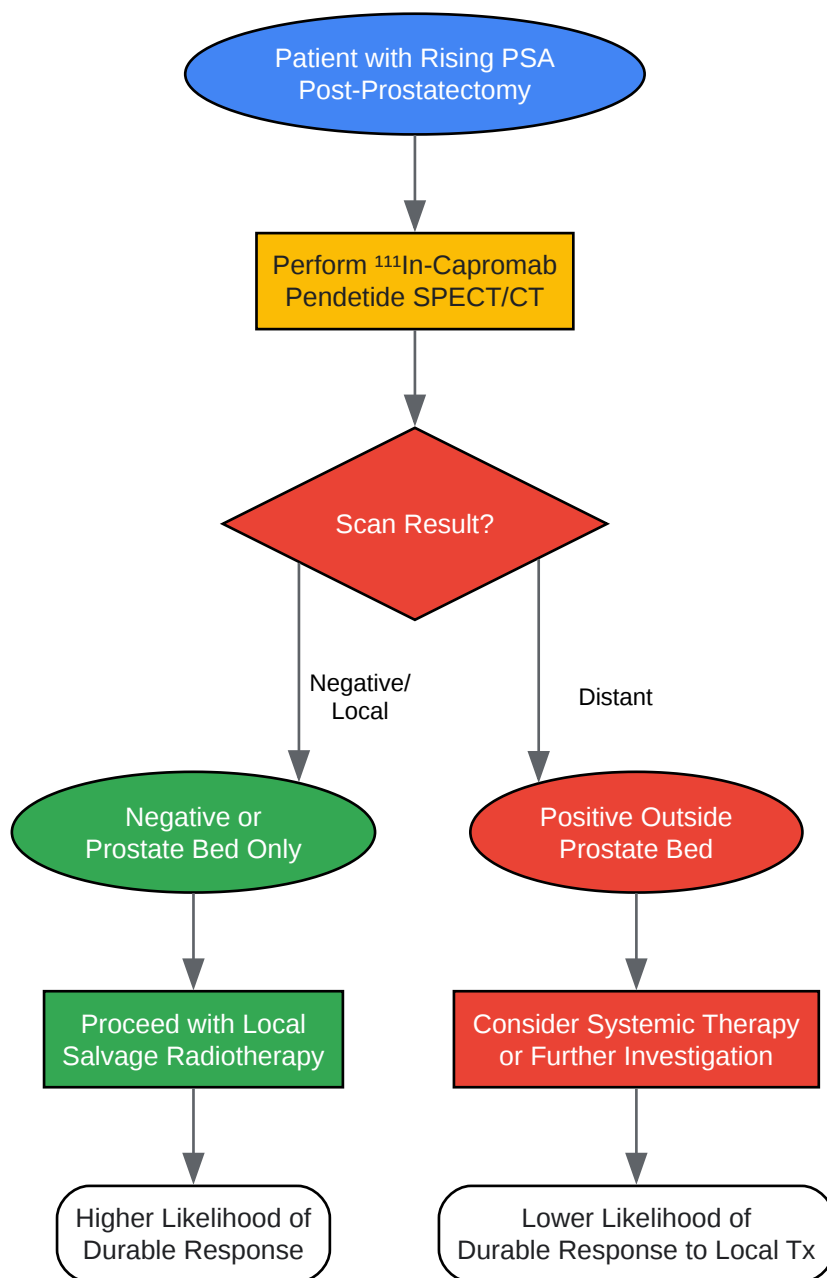 Patient with Rising PSA
Post-Prostatectomy
Perform ¹¹¹In-Capromab
Pendetide SPECT/CT
Scan Result?
Negative/
Local
Distant
Negative or
Prostate Bed Only
Positive Outside
Prostate Bed
Proceed with Local
Salvage Radiotherapy
Consider Systemic Therapy
or Further Investigation
Higher Likelihood of
Durable Response
Lower Likelihood of
Durable Response to Local Tx